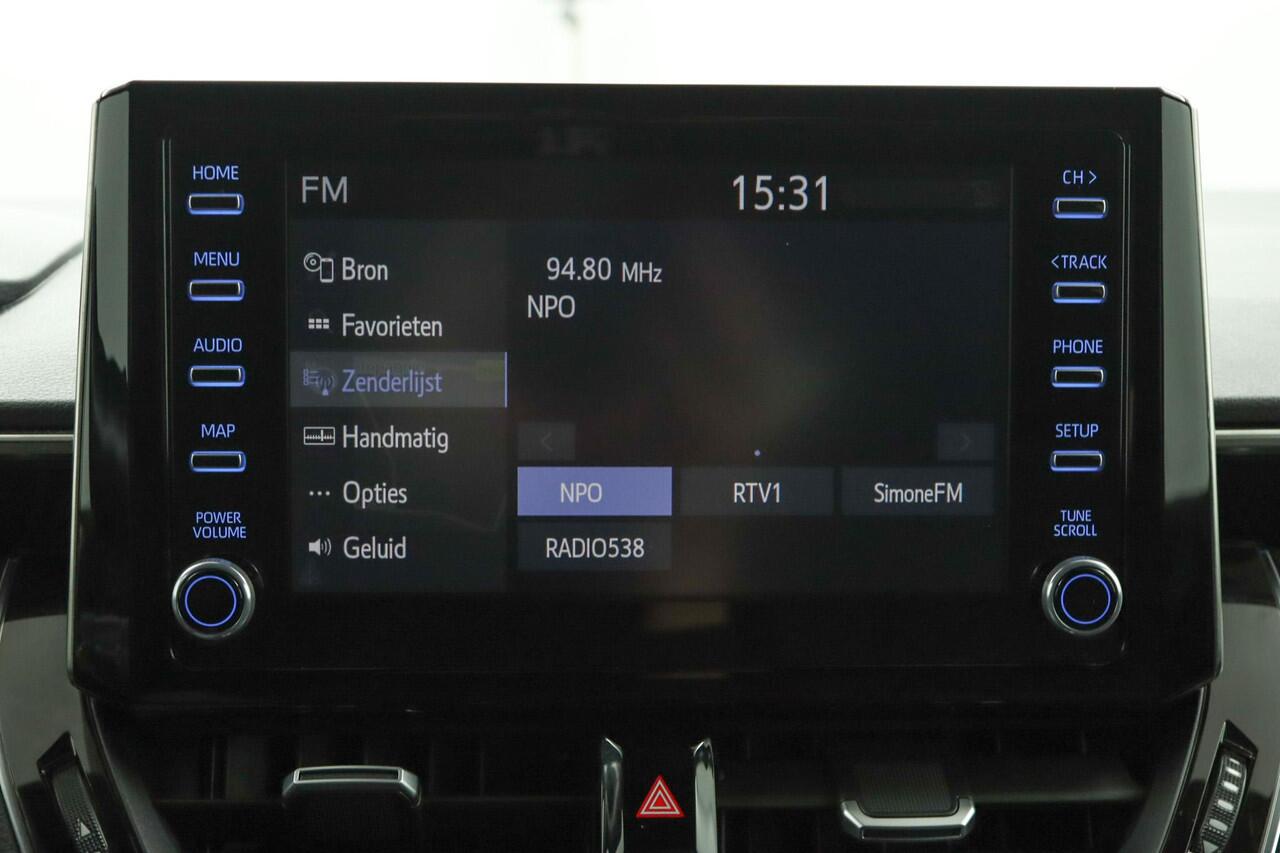 HOME
MENU
AUDIO
MAP
POWER
VOLUME
FM
15:31
Bron
Favorieten
Zenderlijst
Handmatig
Opties
Geluid
94.80 MHz
NPO
<
>
NPO
RTV1
SimoneFM
RADIO538
CH >
<TRACK
PHONE
SETUP
TUNE
SCROLL